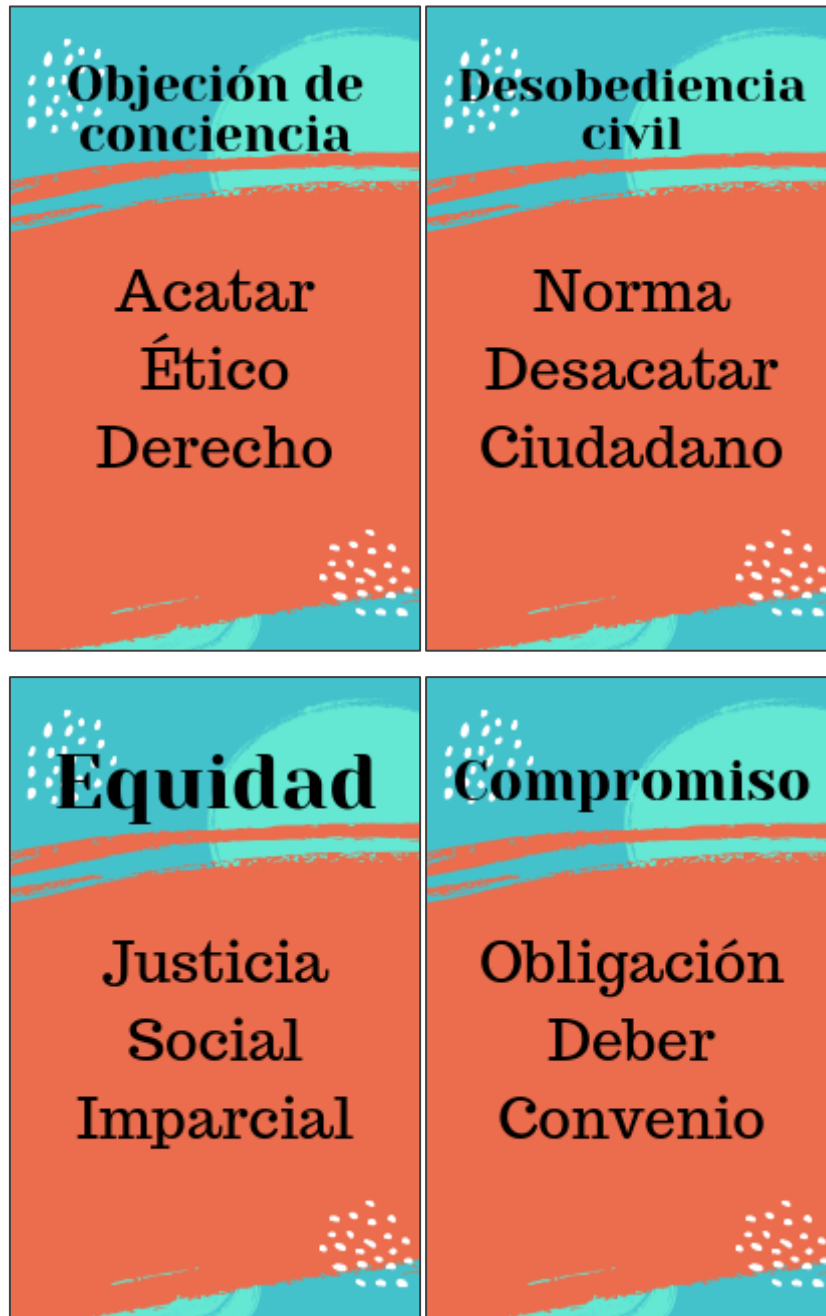 Objeción de
conciencia
Acatar
Ético
Derecho
Desobediencia
civil
Norma
Desacatar
Ciudadano
Equidad
Justicia
Social
Imparcial
Compromiso
Obligación
Deber
Convenio